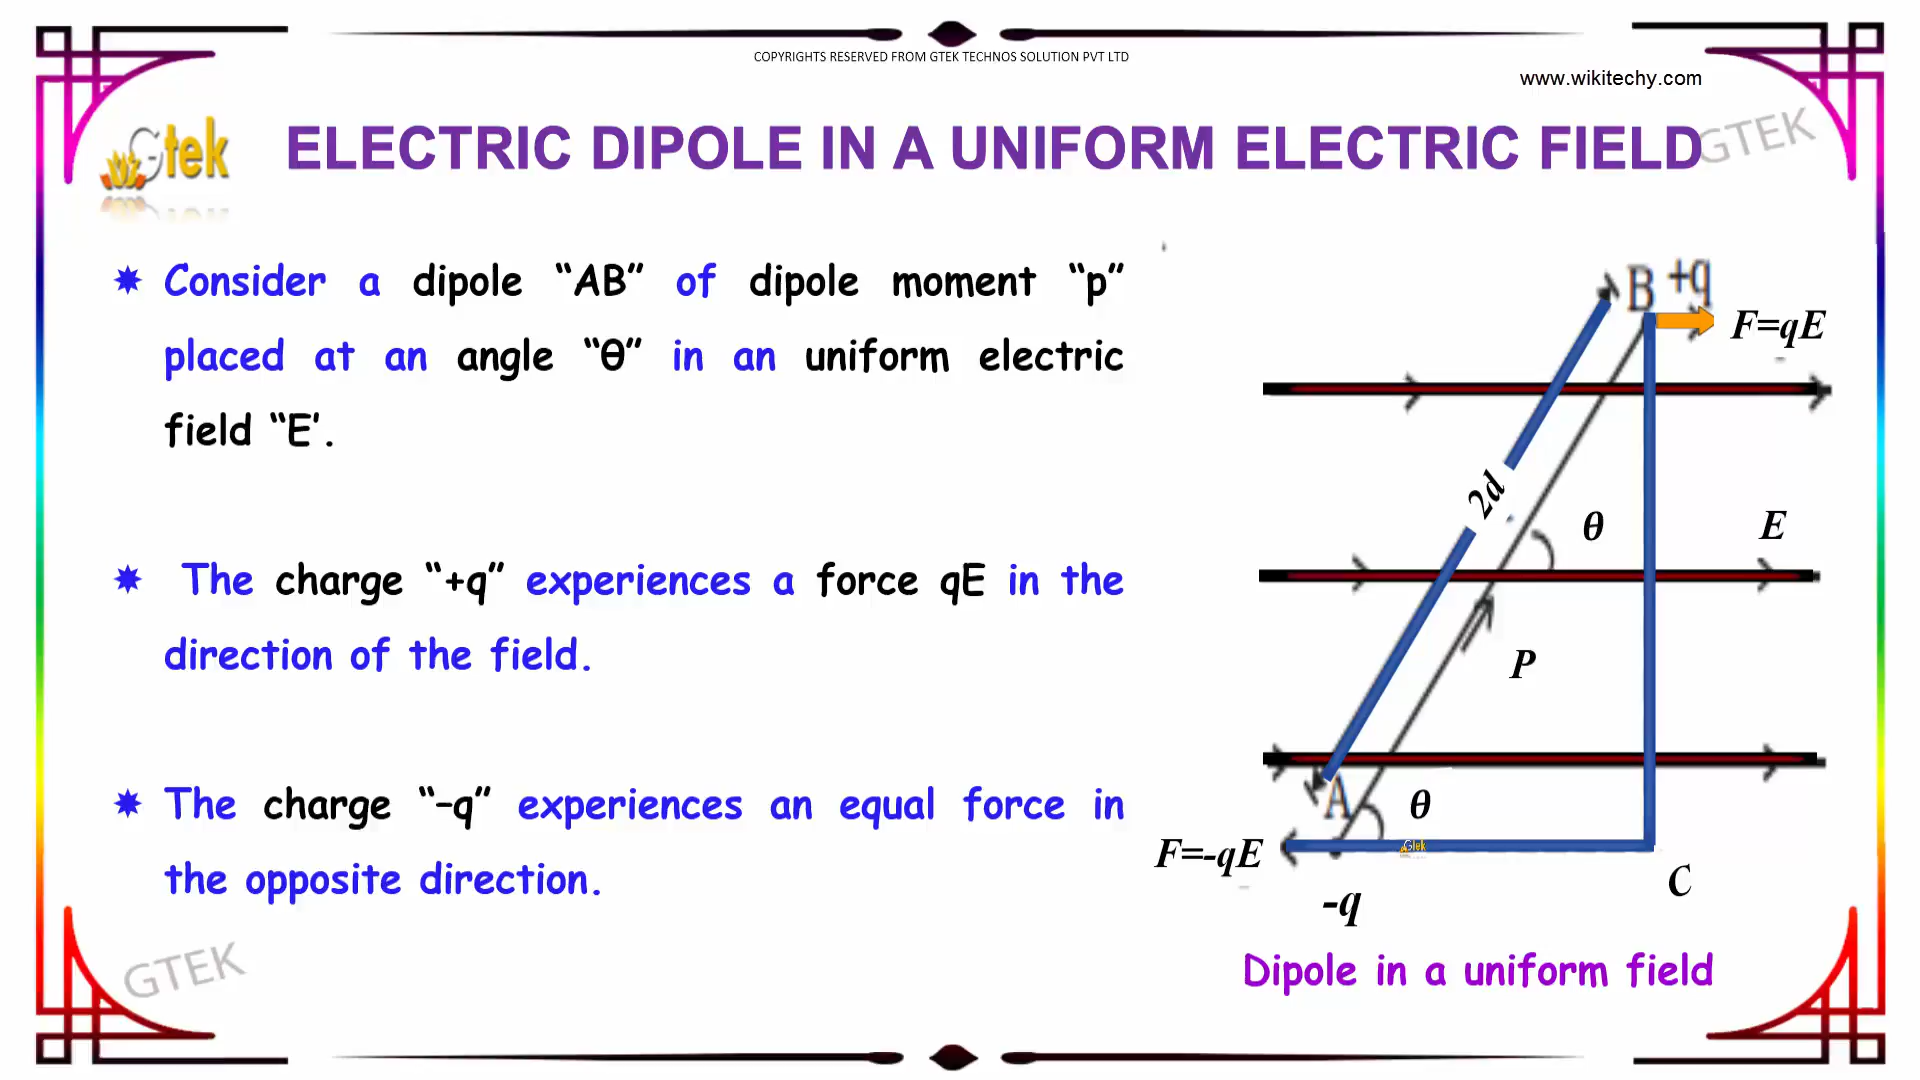 COPYRIGHTS RESERVED FROM GTEK TECHNOS SOLUTION PVT LTD
www.wikitechy.com
Gtek
ELECTRIC DIPOLE IN A UNIFORM ELECTRIC FIELD
GTEK
Consider a dipole “AB” of dipole moment “p”
placed at an angle “θ” in an uniform electric
field “E’.
The charge “+q” experiences a force qE in the
direction of the field.
The charge “–q” experiences an equal force in
the opposite direction.
B +q
F=qE
2d
θ
E
P
A
θ
F=-qE
Gtek
-q
C
Dipole in a uniform field
GTEK